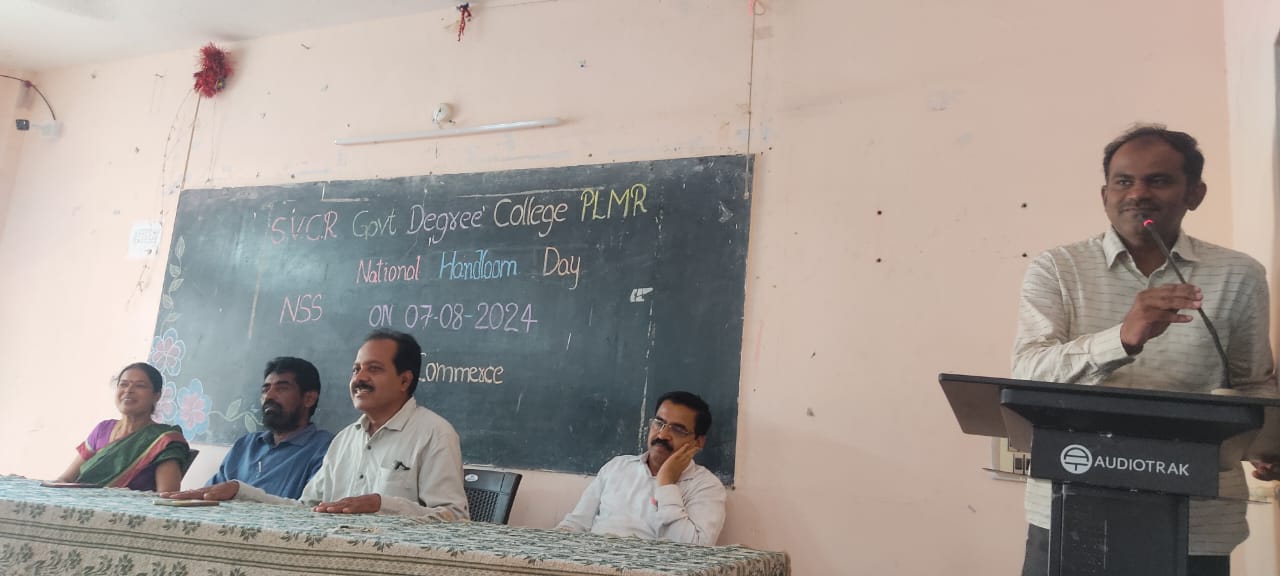 S.V.C.R Govt Degree College PLMR
National Handloom Day
NSS ON 07-08-2024
Commerce
AUDIOTRAK